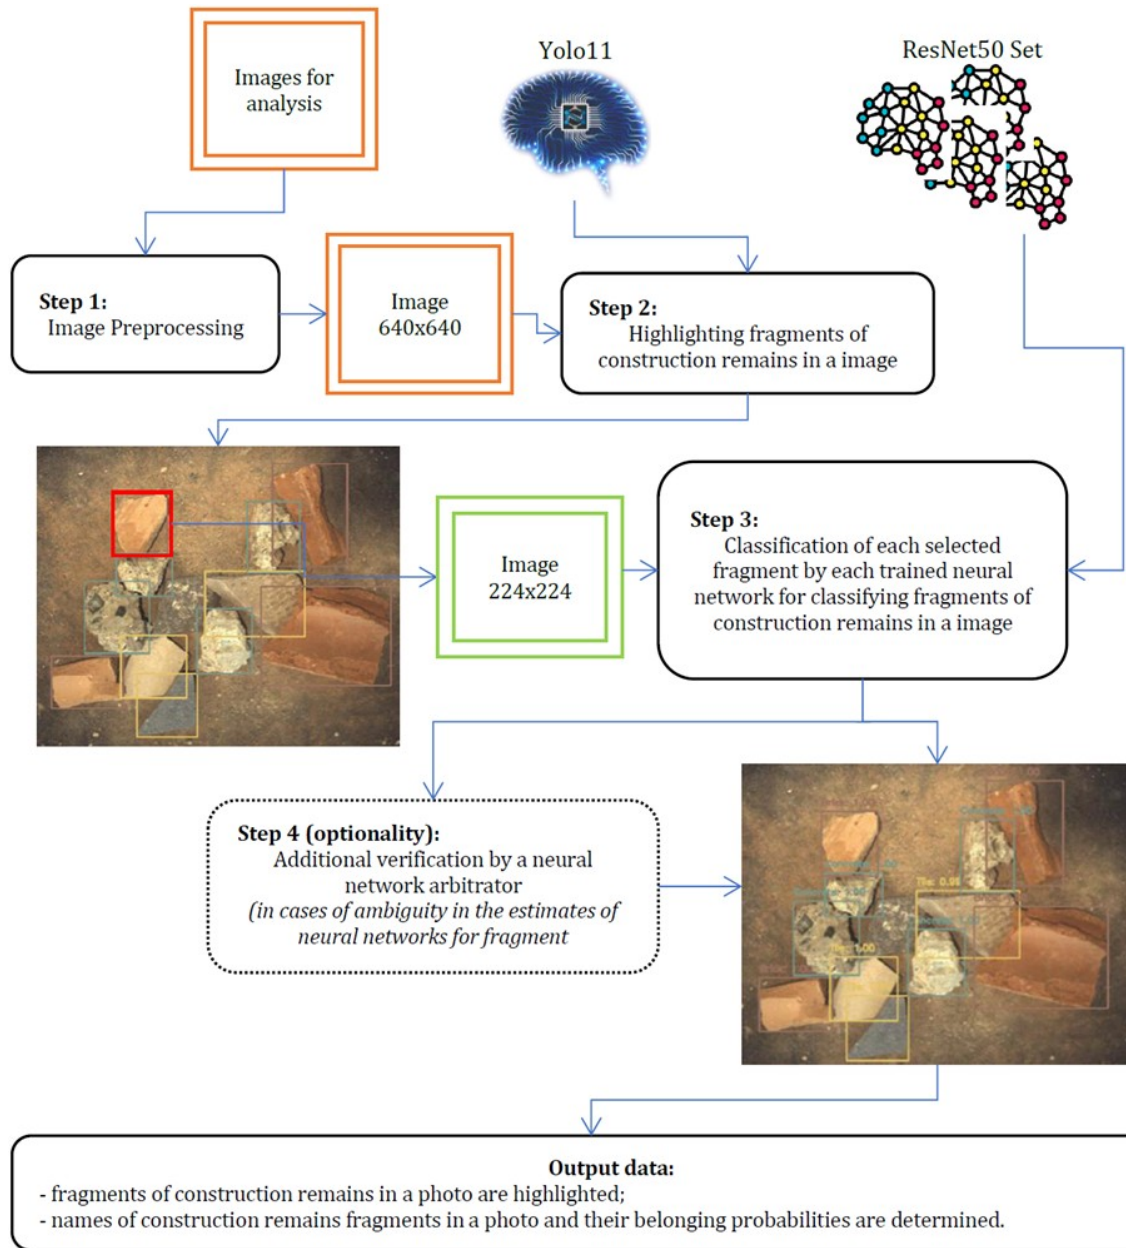 Images for
analysis
Yolo11
ResNet50 Set
Step 1:
Image Preprocessing
Image
640x640
Step 2:
Highlighting fragments of
construction remains in a image
Image
224x224
Step 3:
Classification of each selected
fragment by each trained neural
network for classifying fragments of
construction remains in a image
Step 4 (optionality):
Additional verification by a neural
network arbitrator
(in cases of ambiguity in the estimates of
neural networks for fragment
Output data:
- fragments of construction remains in a photo are highlighted;
- names of construction remains fragments in a photo and their belonging probabilities are determined.